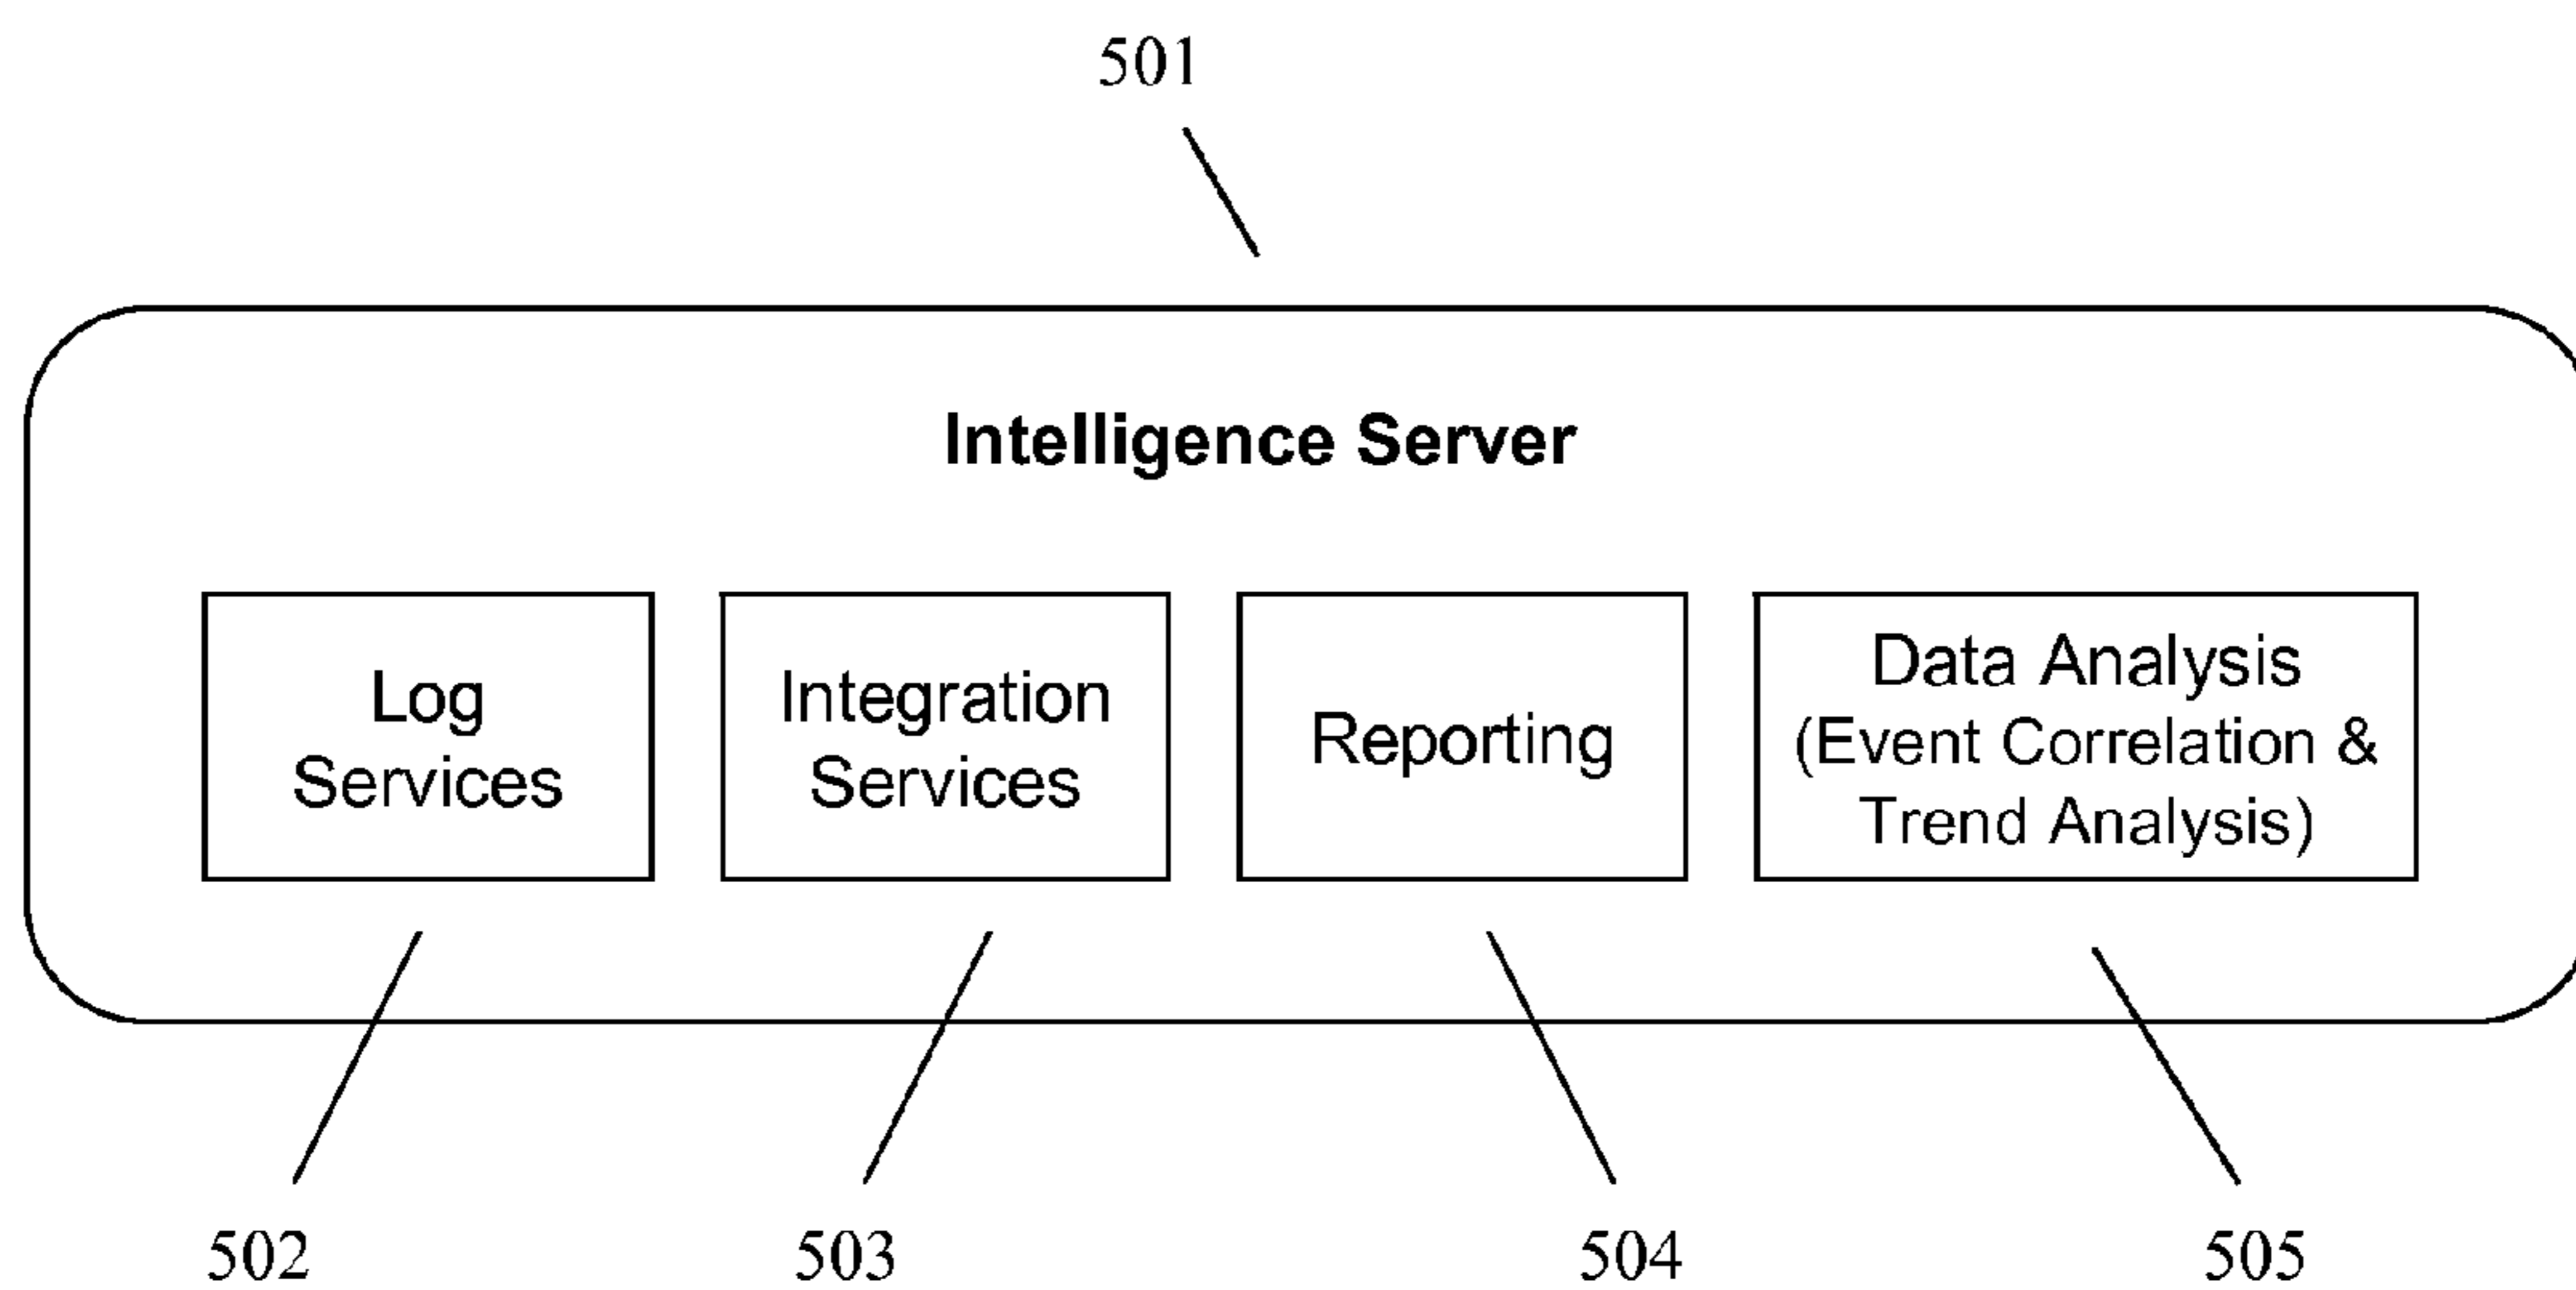 501
Intelligence Server
Log
Services
Integration
Services
Reporting
Data Analysis
(Event Correlation &
Trend Analysis)
502
503
504
505